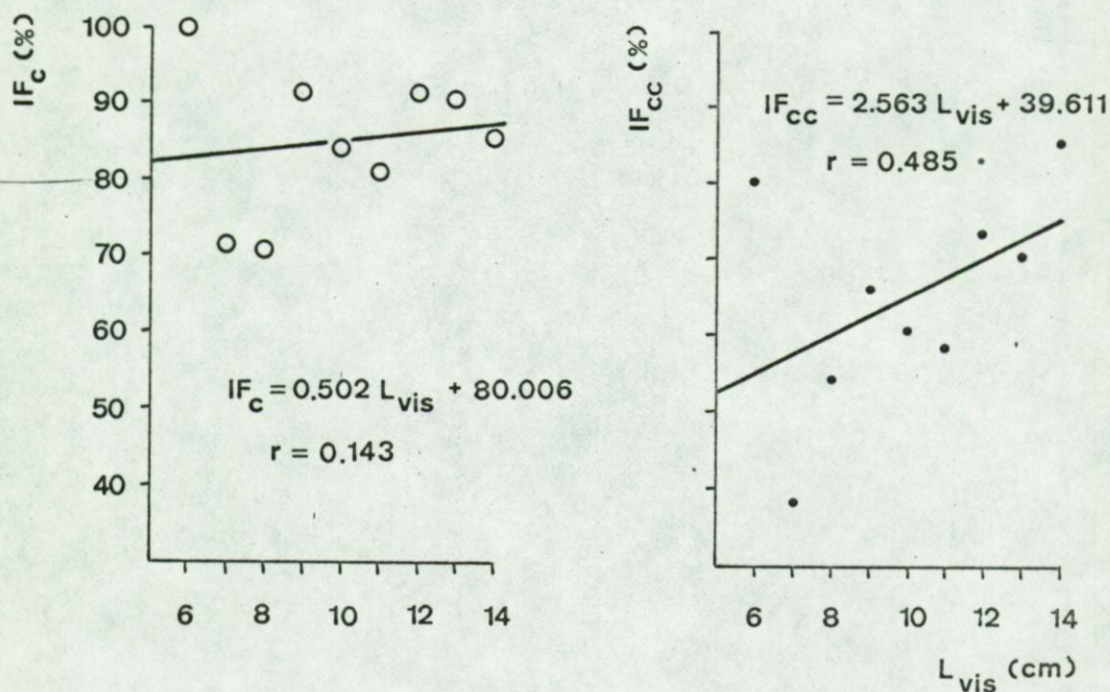 IFc (%)
100
90
80
70
60
50
40
IFc = 0.502 Lvis + 80.006
r = 0.143
6 8 10 12 14
IFcc (%)
IFcc = 2.563 Lvis + 39.611
r = 0.485
6 8 10 12 14
Lvis (cm)